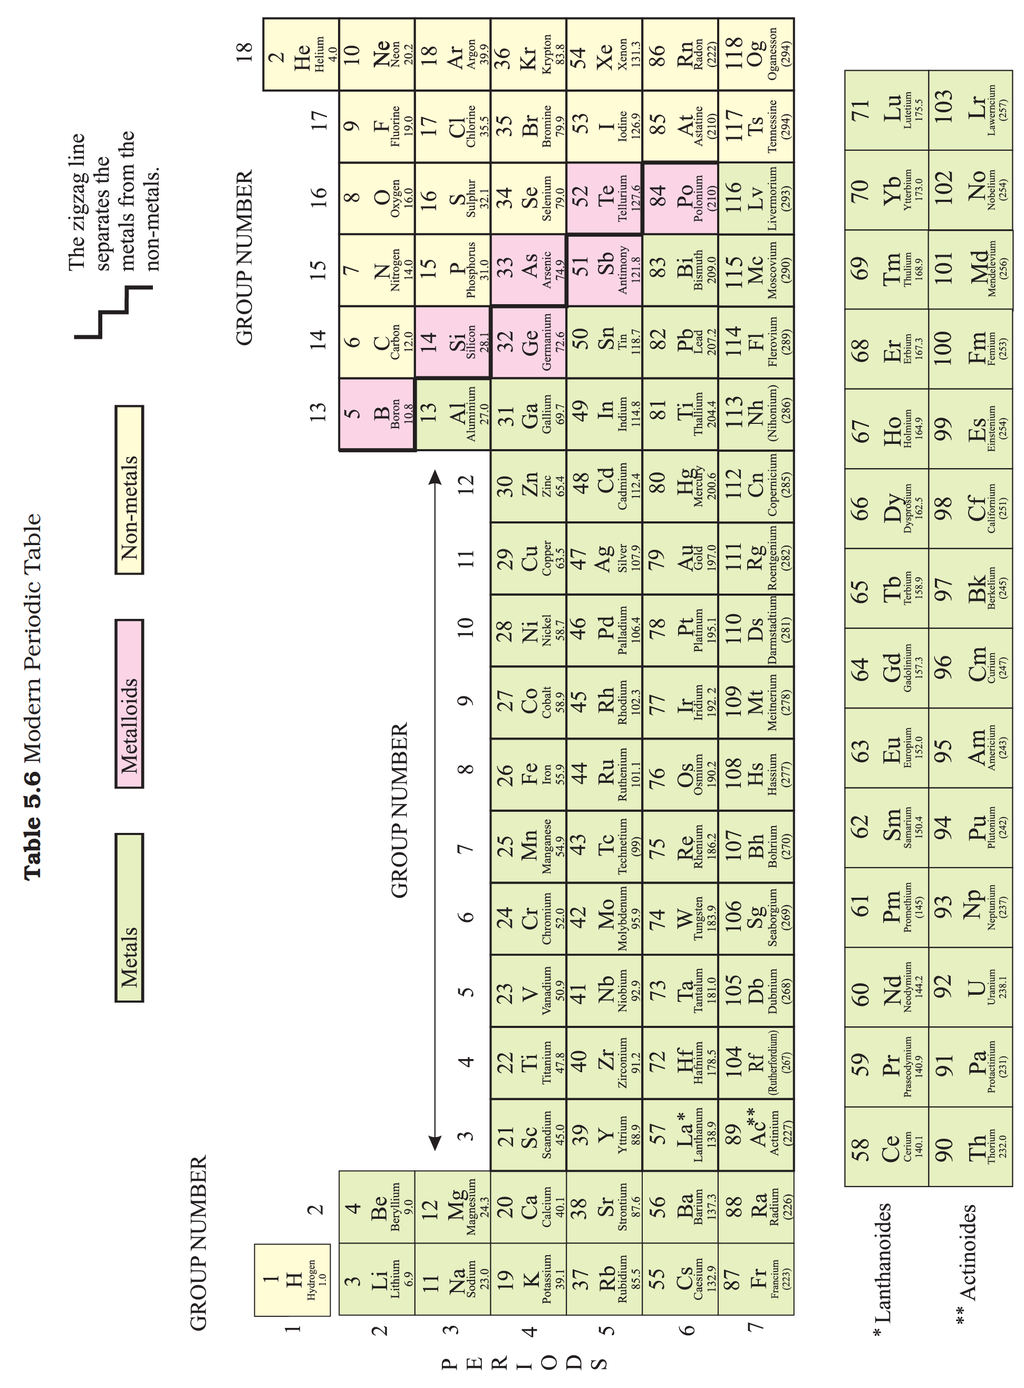 Table 5.6 Modern Periodic Table
Metals Metalloids Non-metals
The zigzag line
separates the
metals from the
non-metals.
GROUP NUMBER
GROUP NUMBER
GROUP NUMBER
18
1 2
H He
Hydrogen Helium
1.0 4.0
2 13 14 15 16 17
3 4 5 6 7 8 9 10
Li Be B C N O F Ne
Lithium Beryllium Boron Carbon Nitrogen Oxygen Fluorine Neon
6.9 9.0 10.8 12.0 14.0 16.0 19.0 20.2
11 12 13 14 15 16 17 18
Na Mg Al Si P S Cl Ar
Sodium Magnesium Aluminium Silicon Phosphorus Sulphur Chlorine Argon
23.0 24.3 27.0 28.1 31.0 32.1 35.5 39.9
3 4 5 6 7 8 9 10 11 12
19 20 21 22 23 24 25 26 27 28 29 30 31 32 33 34 35 36
K Ca Sc Ti V Cr Mn Fe Co Ni Cu Zn Ga Ge As Se Br Kr
Potassium Calcium Scandium Titanium Vanadium Chromium Manganese Iron Cobalt Nickel Copper Zinc Gallium Germanium Arsenic Selenium Bromine Krypton
39.1 40.1 45.0 47.8 50.9 52.0 54.9 55.9 58.9 58.7 63.5 65.4 69.7 72.6 74.9 79.0 79.9 83.8
37 38 39 40 41 42 43 44 45 46 47 48 49 50 51 52 53 54
Rb Sr Y Zr Nb Mo Tc Ru Rh Pd Ag Cd In Sn Sb Te I Xe
Rubidium Strontium Yttrium Zirconium Niobium Molybdenum Technetium Ruthenium Rhodium Palladium Silver Cadmium Indium Tin Antimony Tellurium Iodine Xenon
85.5 87.6 88.9 91.2 92.9 95.9 (99) 101.1 102.3 106.4 107.9 112.4 114.8 118.7 121.8 127.6 126.9 131.3
55 56 57 72 73 74 75 76 77 78 79 80 81 82 83 84 85 86
Cs Ba La* Hf Ta W Re Os Ir Pt Au Hg Ti Pb Bi Po At Rn
Caesium Barium Lanthanum Hafnium Tantalum Tungsten Rhenium Osmium Iridium Platinum Gold Mercury Thallium Lead Bismuth Polonium Astatine Radon
132.9 137.3 138.9 178.5 181.0 183.9 186.2 190.2 192.2 195.1 197.0 200.6 204.4 207.2 209.0 (210) (210) (222)
87 88 89 104 105 106 107 108 109 110 111 112 113 114 115 116 117 118
Fr Ra Ac** Rf Db Sg Bh Hs Mt Ds Rg Cn Nh Fl Mc Lv Ts Og
Francium Radium Actinium (Rutherfordium) Dubnium Seaborgium Bohrium Hassium Meitnerium Darmstadtium Roentgenium Copernicium (Nihonium) Flerovium Moscovium Livermorium Tennessine Oganesson
(223) (226) (227) (267) (268) (269) (270) (277) (278) (281) (282) (285) (286) (289) (290) (293) (294) (294)
1
2
3
4
5
6
7
PERIODS
* Lanthanoides
58 59 60 61 62 63 64 65 66 67 68 69 70 71
Ce Pr Nd Pm Sm Eu Gd Tb Dy Ho Er Tm Yb Lu
Cerium Praseodymium Neodymium Promethium Samarium Europium Gadolinium Terbium Dysprosium Holmium Erbium Thulium Ytterbium Lutetium
140.1 140.9 144.2 (145) 150.4 152.0 157.3 158.9 162.5 164.9 167.3 168.9 173.0 175.5
** Actinoides
90 91 92 93 94 95 96 97 98 99 100 101 102 103
Th Pa U Np Pu Am Cm Bk Cf Es Fm Md No Lr
Thorium Protactinium Uranium Neptunium Plutonium Americium Curium Berkelium Californium Einstenium Femium Mendelevium Nobelium Lawerncium
232.0 (231) 238.1 (237) (242) (243) (247) (245) (251) (254) (253) (256) (254) (257)